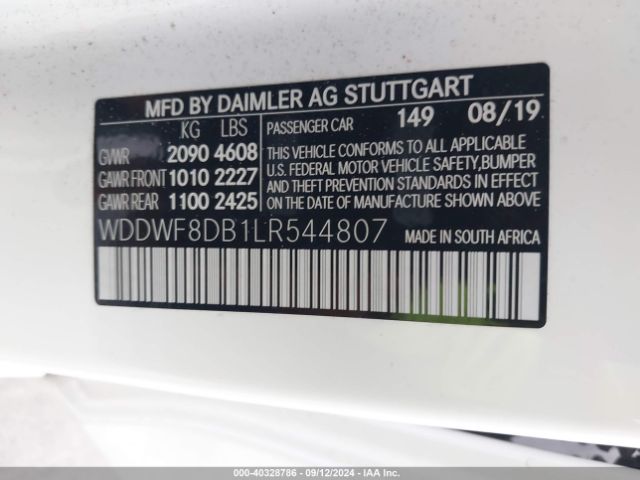 MFD BY DAIMLER AG STUTTGART
KG LBS
GVWR 2090 4608
GAWR FRONT 1010 2227
GAWR REAR 1100 2425
PASSENGER CAR 149 08/19
THIS VEHICLE CONFORMS TO ALL APPLICABLE
U.S. FEDERAL MOTOR VEHICLE SAFETY,BUMPER
AND THEFT PREVENTION STANDARDS IN EFFECT
ON THE DATE OF MANUFACTURE SHOWN ABOVE
WDDWF8DB1LR544807 MADE IN SOUTH AFRICA
000-40328786 - 09/12/2024 - IAA Inc.